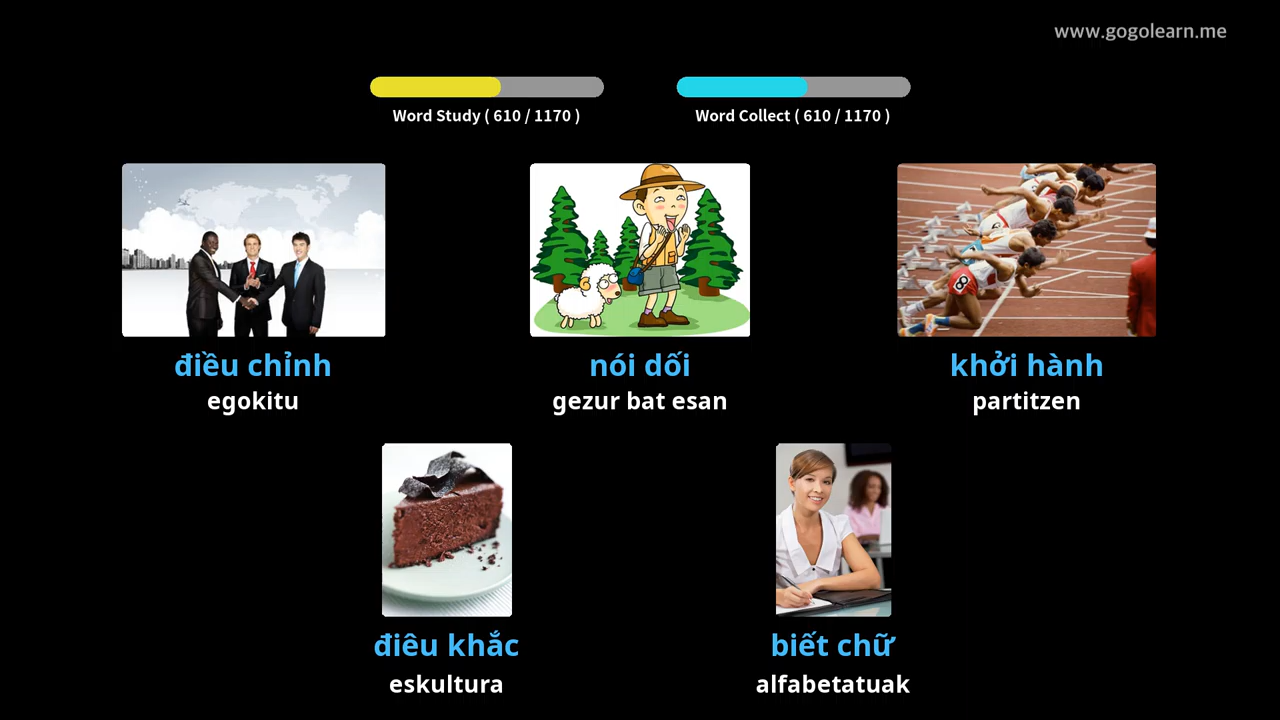 www.gogolearn.me
Word Study ( 610 / 1170 )
Word Collect ( 610 / 1170 )
điều chỉnh
egokitu
nói dối
gezur bat esan
khởi hành
partitzen
điêu khắc
eskultura
biết chữ
alfabetatuak